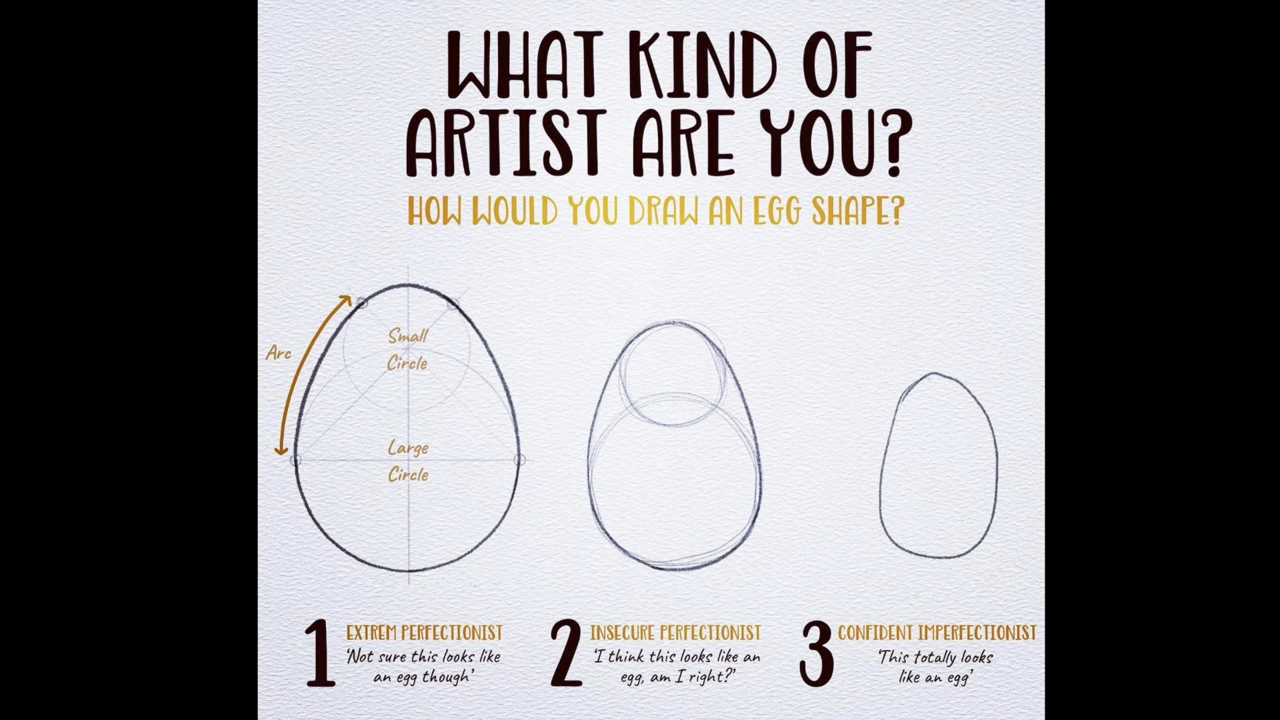 WHAT KIND OF
ARTIST ARE YOU?
HOW WOULD YOU DRAW AN EGG SHAPE?
Arc
Small
Circle
Large
Circle
1 EXTREM PERFECTIONIST
'Not sure this looks like
an egg though'
2 INSECURE PERFECTIONIST
'I think this looks like an
egg, am I right?'
3 CONFIDENT IMPERFECTIONIST
'This totally looks
like an egg'